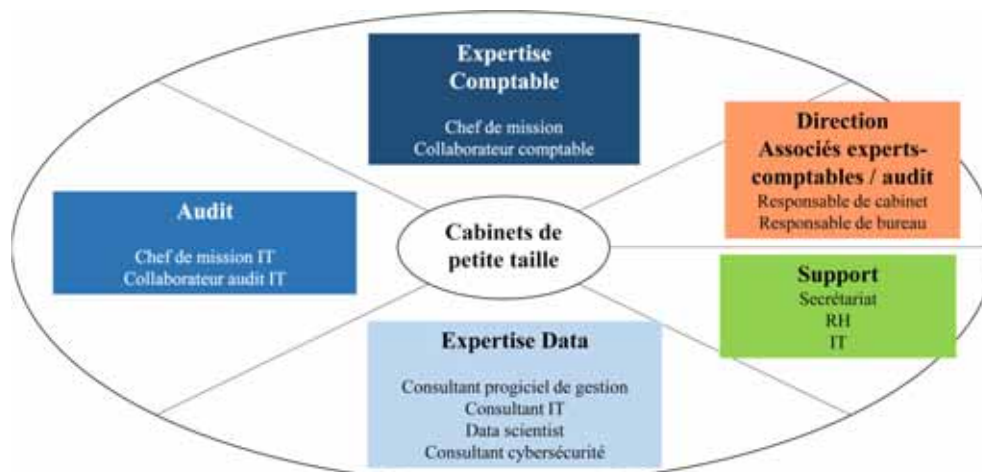 Expertise
Comptable
Chef de mission
Collaborateur comptable
Direction
Associés experts-
comptables / audit
Responsable de cabinet
Responsable de bureau
Audit
Chef de mission IT
Collaborateur audit IT
Cabinets de
petite taille
Support
Secrétariat
RH
IT
Expertise Data
Consultant progiciel de gestion
Consultant IT
Data scientist
Consultant cybersécurité